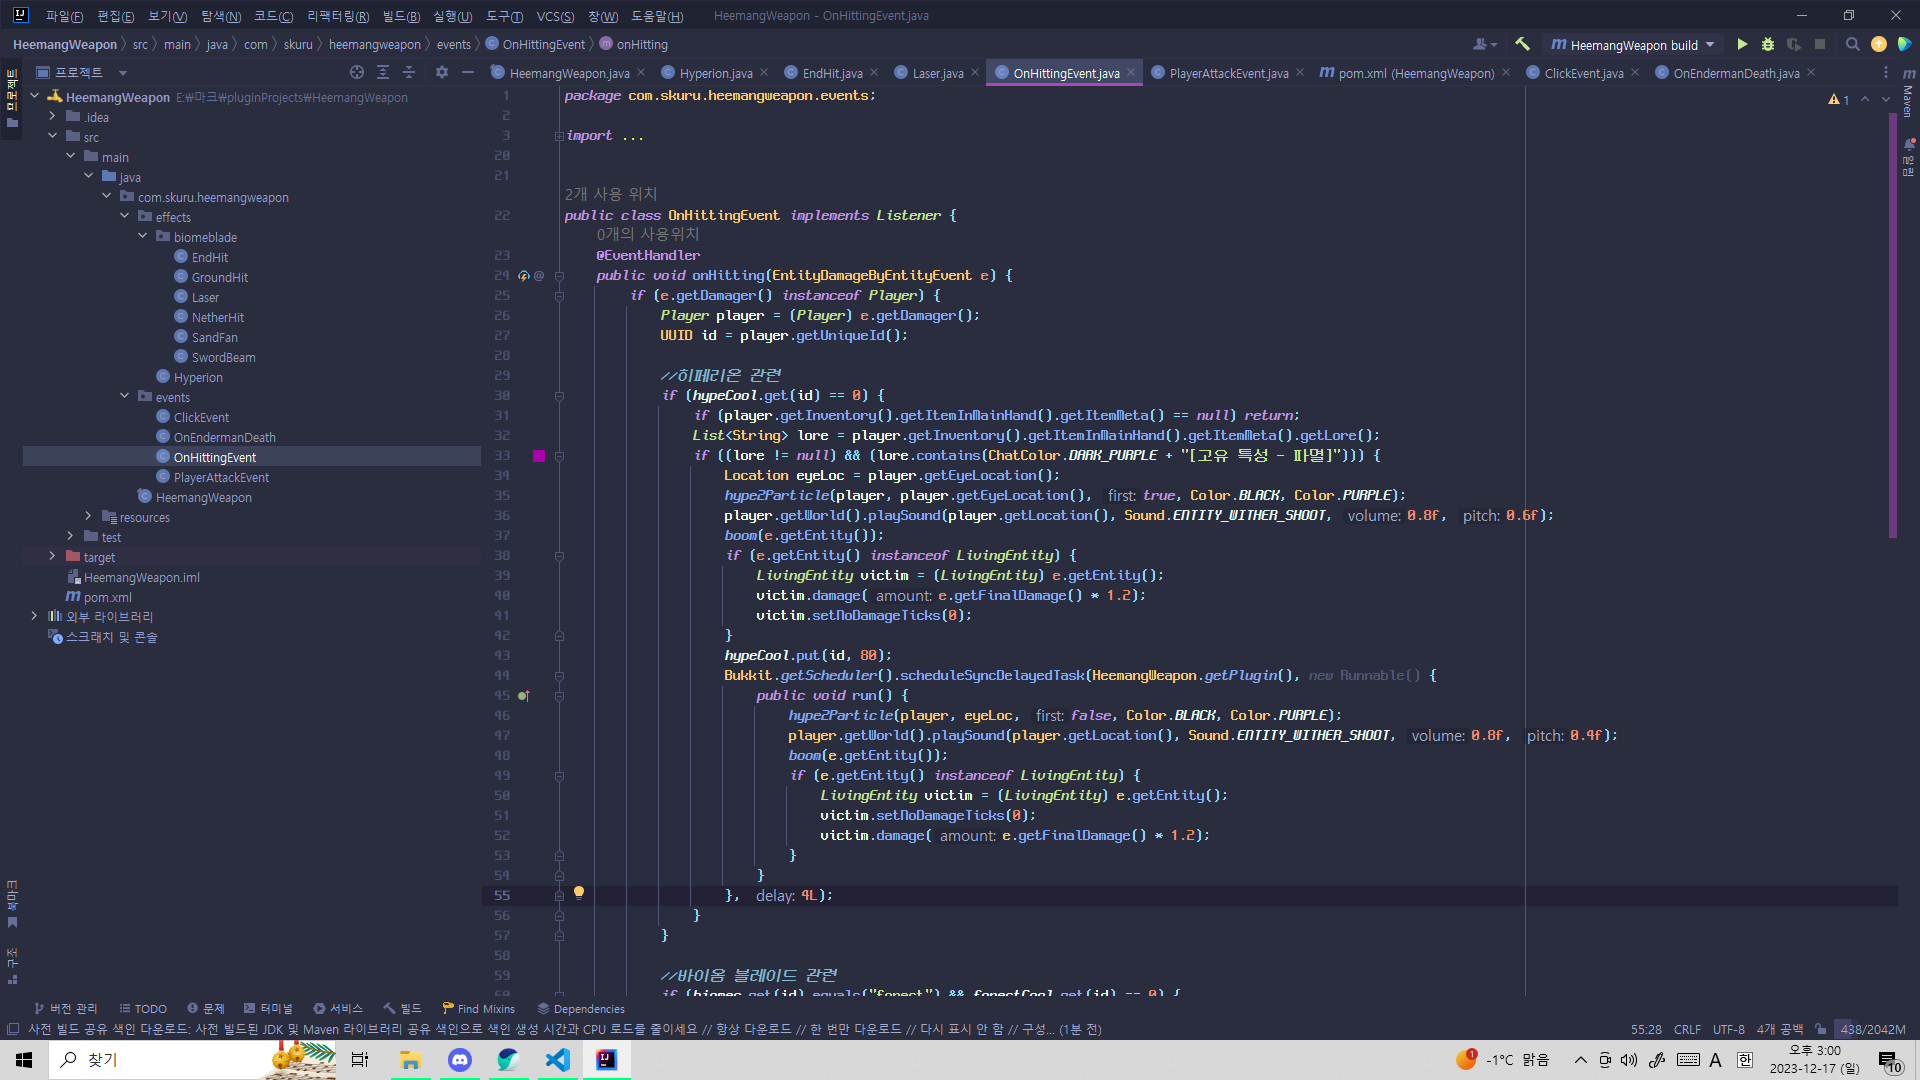 파일(F) 편집(E) 보기(V) 탐색(N) 코드(C) 리팩터링(R) 빌드(B) 실행(U) 도구(T) VCS(S) 창(W) 도움말(H) HeemangWeapon - OnHittingEvent.java
HeemangWeapon src main java com skuru heemangweapon events OnHittingEvent onHitting HeemangWeapon build
프로젝트 HeemangWeapon.java Hyperion.java EndHit.java Laser.java OnHittingEvent.java PlayerAttackEvent.java pom.xml (HeemangWeapon) ClickEvent.java OnEndermanDeath.java
프로젝트
HeemangWeapon E:\마크\pluginProjects\HeemangWeapon
.idea
src
main
java
com.skuru.heemangweapon
effects
biomeblade
EndHit
GroundHit
Laser
NetherHit
SandFan
SwordBeam
Hyperion
events
ClickEvent
OnEndermanDeath
OnHittingEvent
PlayerAttackEvent
HeemangWeapon
resources
test
target
HeemangWeapon.iml
pom.xml
외부 라이브러리
스크래치 및 콘솔
북마크
구조
1 package com.skuru.heemangweapon.events;
2
3 import ...
20
21
2개 사용 위치
22 public class OnHittingEvent implements Listener {
0개의 사용위치
23 @EventHandler
24 public void onHitting(EntityDamageByEntityEvent e) {
25 if (e.getDamager() instanceof Player) {
26 Player player = (Player) e.getDamager();
27 UUID id = player.getUniqueId();
28
29 //히페리온 관련
30 if (hypeCool.get(id) == 0) {
31 if (player.getInventory().getItemInMainHand().getItemMeta() == null) return;
32 List<String> lore = player.getInventory().getItemInMainHand().getItemMeta().getLore();
33 if ((lore != null) && (lore.contains(ChatColor.DARK_PURPLE + "[고유 특성 - 파멸]"))) {
34 Location eyeLoc = player.getEyeLocation();
35 hype2Particle(player, player.getEyeLocation(), first: true, Color.BLACK, Color.PURPLE);
36 player.getWorld().playSound(player.getLocation(), Sound.ENTITY_WITHER_SHOOT, volume: 0.8f, pitch: 0.6f);
37 boom(e.getEntity());
38 if (e.getEntity() instanceof LivingEntity) {
39 LivingEntity victim = (LivingEntity) e.getEntity();
40 victim.damage( amount: e.getFinalDamage() * 1.2);
41 victim.setNoDamageTicks(0);
42 }
43 hypeCool.put(id, 80);
44 Bukkit.getScheduler().scheduleSyncDelayedTask(HeemangWeapon.getPlugin(), new Runnable() {
45 public void run() {
46 hype2Particle(player, eyeLoc, first: false, Color.BLACK, Color.PURPLE);
47 player.getWorld().playSound(player.getLocation(), Sound.ENTITY_WITHER_SHOOT, volume: 0.8f, pitch: 0.4f);
48 boom(e.getEntity());
49 if (e.getEntity() instanceof LivingEntity) {
50 LivingEntity victim = (LivingEntity) e.getEntity();
51 victim.setNoDamageTicks(0);
52 victim.damage( amount: e.getFinalDamage() * 1.2);
53 }
54 }
55 }, delay: 4L);
56 }
57 }
58
59 //바이옴 블레이드 관련
60 if (biomec.get(id).equals("forest") && forestCool.get(id) == 0) {
1
Maven
알림
버전 관리 TODO 문제 터미널 서비스 빌드 Find Mixins Dependencies
사전 빌드 공유 색인 다운로드: 사전 빌드된 JDK 및 Maven 라이브러리 공유 색인으로 색인 생성 시간과 CPU 로드를 줄이세요 // 항상 다운로드 // 한 번만 다운로드 // 다시 표시 안 함 // 구성... (1분 전) 55:28 CRLF UTF-8 4개 공백 438/2042M
찾기 1 -1°C 맑음 A 한 오후 3:00
2023-12-17 (일) 10